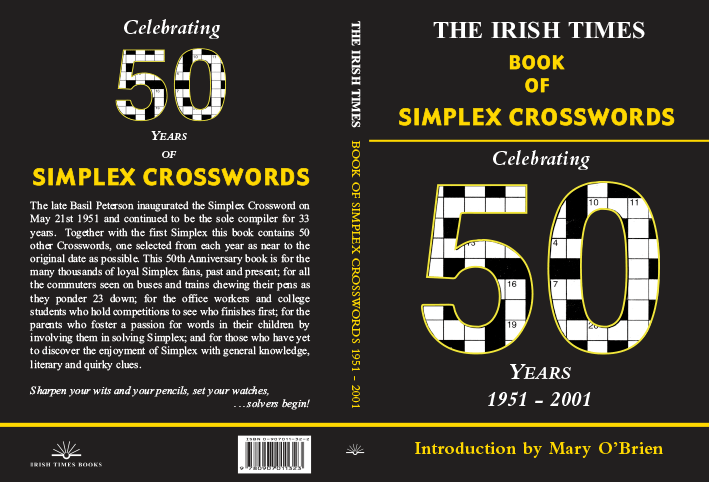 Celebrating
50
YEARS
OF
SIMPLEX CROSSWORDS
The late Basil Peterson inaugurated the Simplex Crossword on
May 21st 1951 and continued to be the sole compiler for 33
years. Together with the first Simplex this book contains 50
other Crosswords, one selected from each year as near to the
original date as possible. This 50th Anniversary book is for the
many thousands of loyal Simplex fans, past and present; for all
the commuters seen on buses and trains chewing their pens as
they ponder 23 down; for the office workers and college
students who hold competitions to see who finishes first; for the
parents who foster a passion for words in their children by
involving them in solving Simplex; and for those who have yet
to discover the enjoyment of Simplex with general knowledge,
literary and quirky clues.
Sharpen your wits and your pencils, set your watches,
...solvers begin!
IRISH TIMES BOOKS
ISBN 0-907011-32-2
9 780907011323
THE IRISH TIMES BOOK OF SIMPLEX CROSSWORDS 1951 - 2001
THE IRISH TIMES
BOOK
OF
SIMPLEX CROSSWORDS
Celebrating
50
10 11
4
16 7
19 20
YEARS
1951 - 2001
Introduction by Mary O'Brien